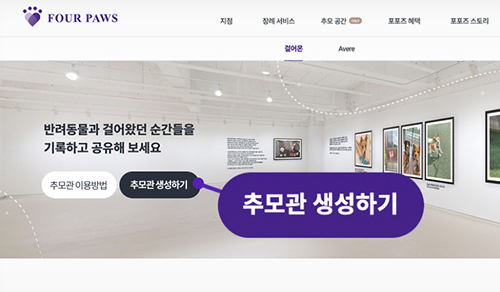 FOUR PAWS
지점
장례 서비스
추모 공간
포포즈 혜택
포포즈 스토리
걸어온
Avere
반려동물과 걸어왔던 순간들을
기록하고 공유해 보세요
추모관 이용방법
추모관 생성하기
추모관 생성하기